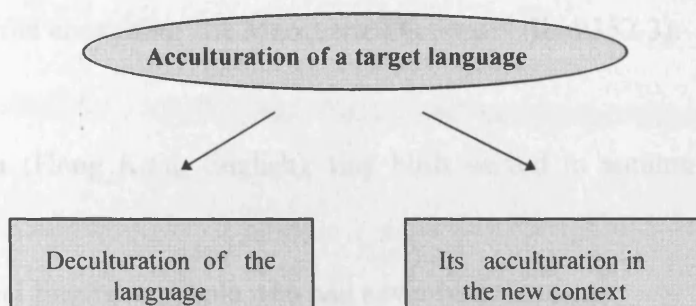 Acculturation of a target language
Deculturation of the
language
Its acculturation in
the new context